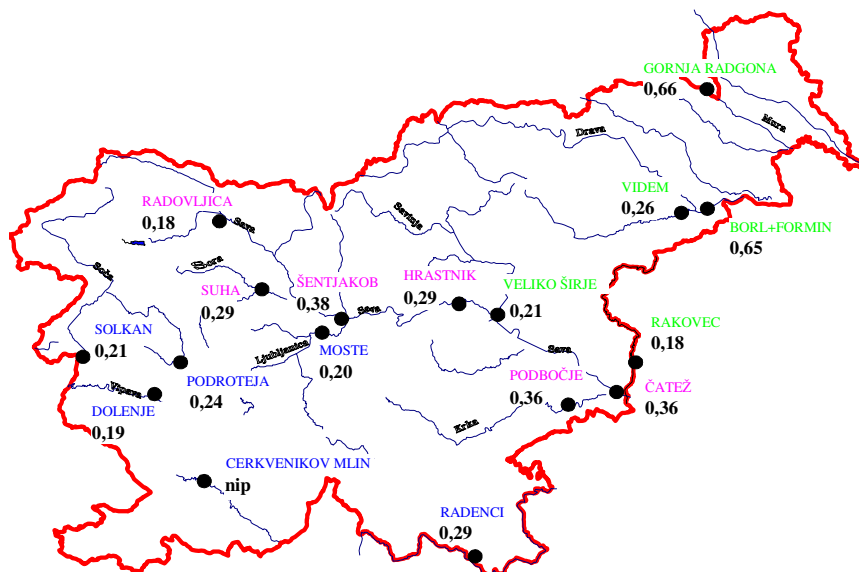 GORNJA RADGONA
0,66
Mura
Drava
VIDEM
0,26
BORL+FORMIN
0,65
RADOVLJICA
0,18
Sava
Savinja
Soča
Sora
SUHA
0,29
ŠENTJAKOB
0,38
Sava
HRASTNIK
0,29
VELIKO ŠIRJE
0,21
SOLKAN
0,21
Ljubljanica
MOSTE
0,20
Sava
RAKOVEC
0,18
PODROTEJA
0,24
PODBOČJE
0,36
ČATEŽ
0,36
Vipava
DOLENJE
0,19
Krka
CERKVENIKOV MLIN
nip
RADENCI
0,29